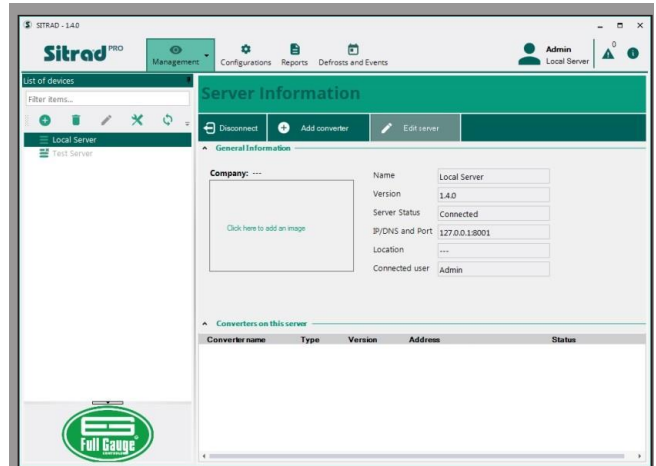 SITRAD - 1.4.0
Sitrad PRO
Management
Configurations
Reports
Defrosts and Events
Admin
Local Server
0
List of devices
Filter items...
Local Server
Test Server
Server Information
Disconnect
Add converter
Edit server
General Information
Company: ---
Click here to add an image
Name Local Server
Version 1.4.0
Server Status Connected
IP/DNS and Port 127.0.0.1:8001
Location ---
Connected user Admin
Converters on this server
Converter name Type Version Address Status
Full Gauge